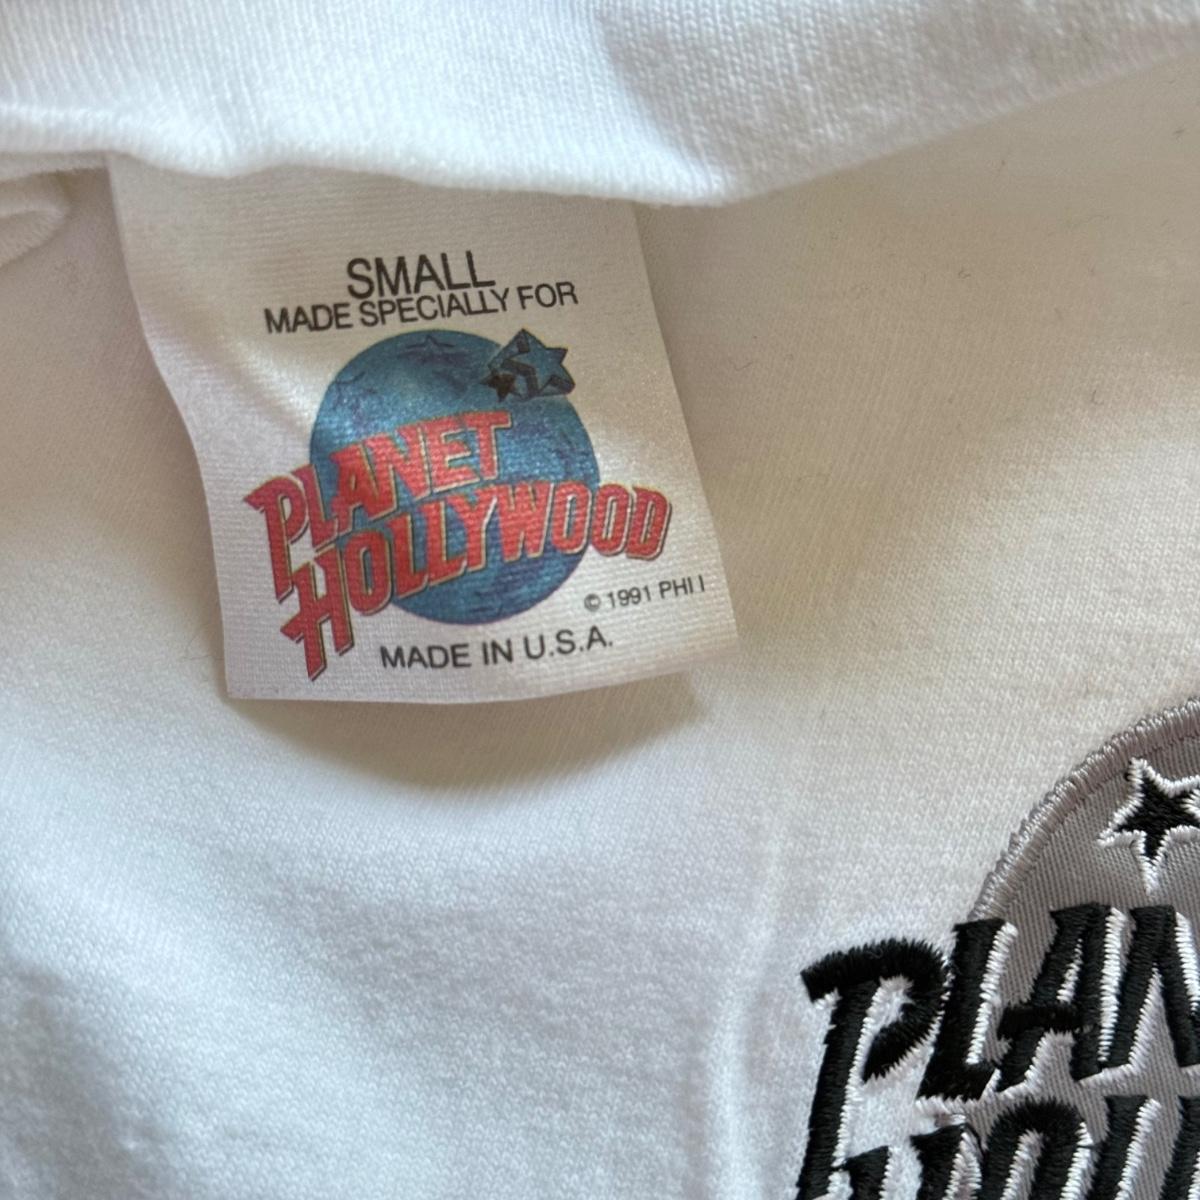 SMALL
MADE SPECIALLY FOR
PLANET
HOLLYWOOD
© 1991 PHI I
MADE IN U.S.A.